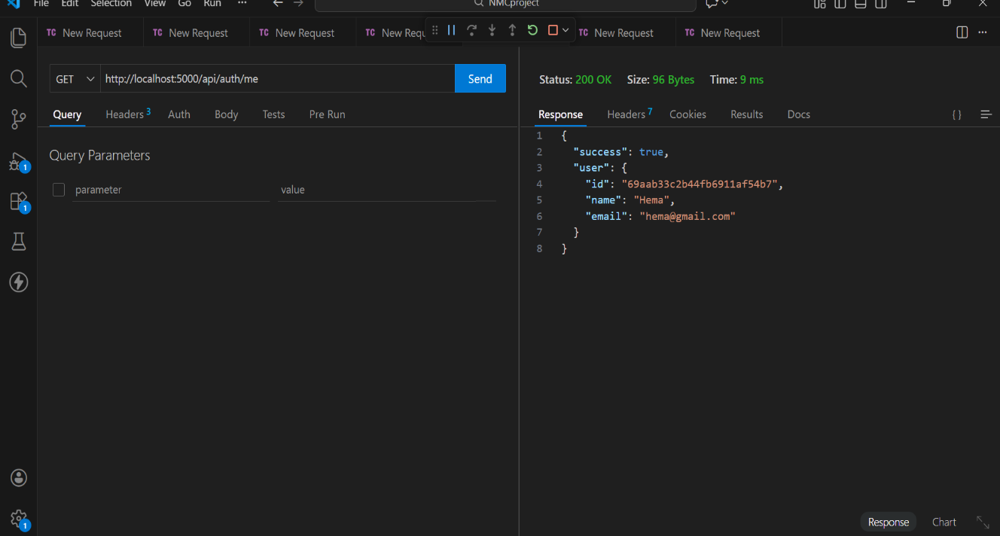 File Edit Selection View Go Run ··· NMCproject
TC New Request TC New Request TC New Request TC New Requ TC New Request TC New Request ···
GET http://localhost:5000/api/auth/me Send
Status: 200 OK Size: 96 Bytes Time: 9 ms
Query Headers 3 Auth Body Tests Pre Run
Response Headers 7 Cookies Results Docs { }
Query Parameters
parameter value
1 {
2 "success": true,
3 "user": {
4 "id": "69aab33c2b44fb6911af54b7",
5 "name": "Hema",
6 "email": "hema@gmail.com"
7 }
8 }
1
1
1
Response Chart